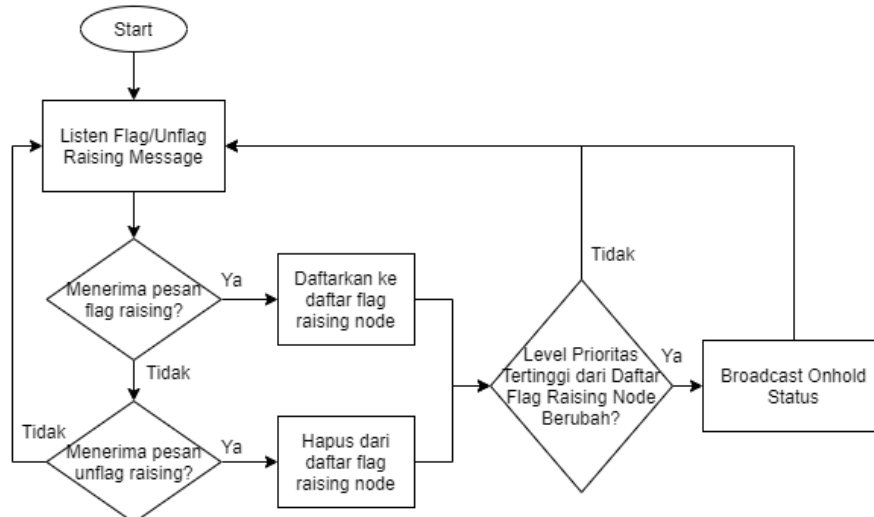 Start
Listen Flag/Unflag
Raising Message
Menerima pesan
flag raising?
Ya
Daftarkan ke
daftar flag
raising node
Tidak
Menerima pesan
unflag raising?
Tidak
Ya
Hapus dari
daftar flag
raising node
Level Prioritas
Tertinggi dari Daftar
Flag Raising Node
Berubah?
Tidak
Ya
Broadcast Onhold
Status